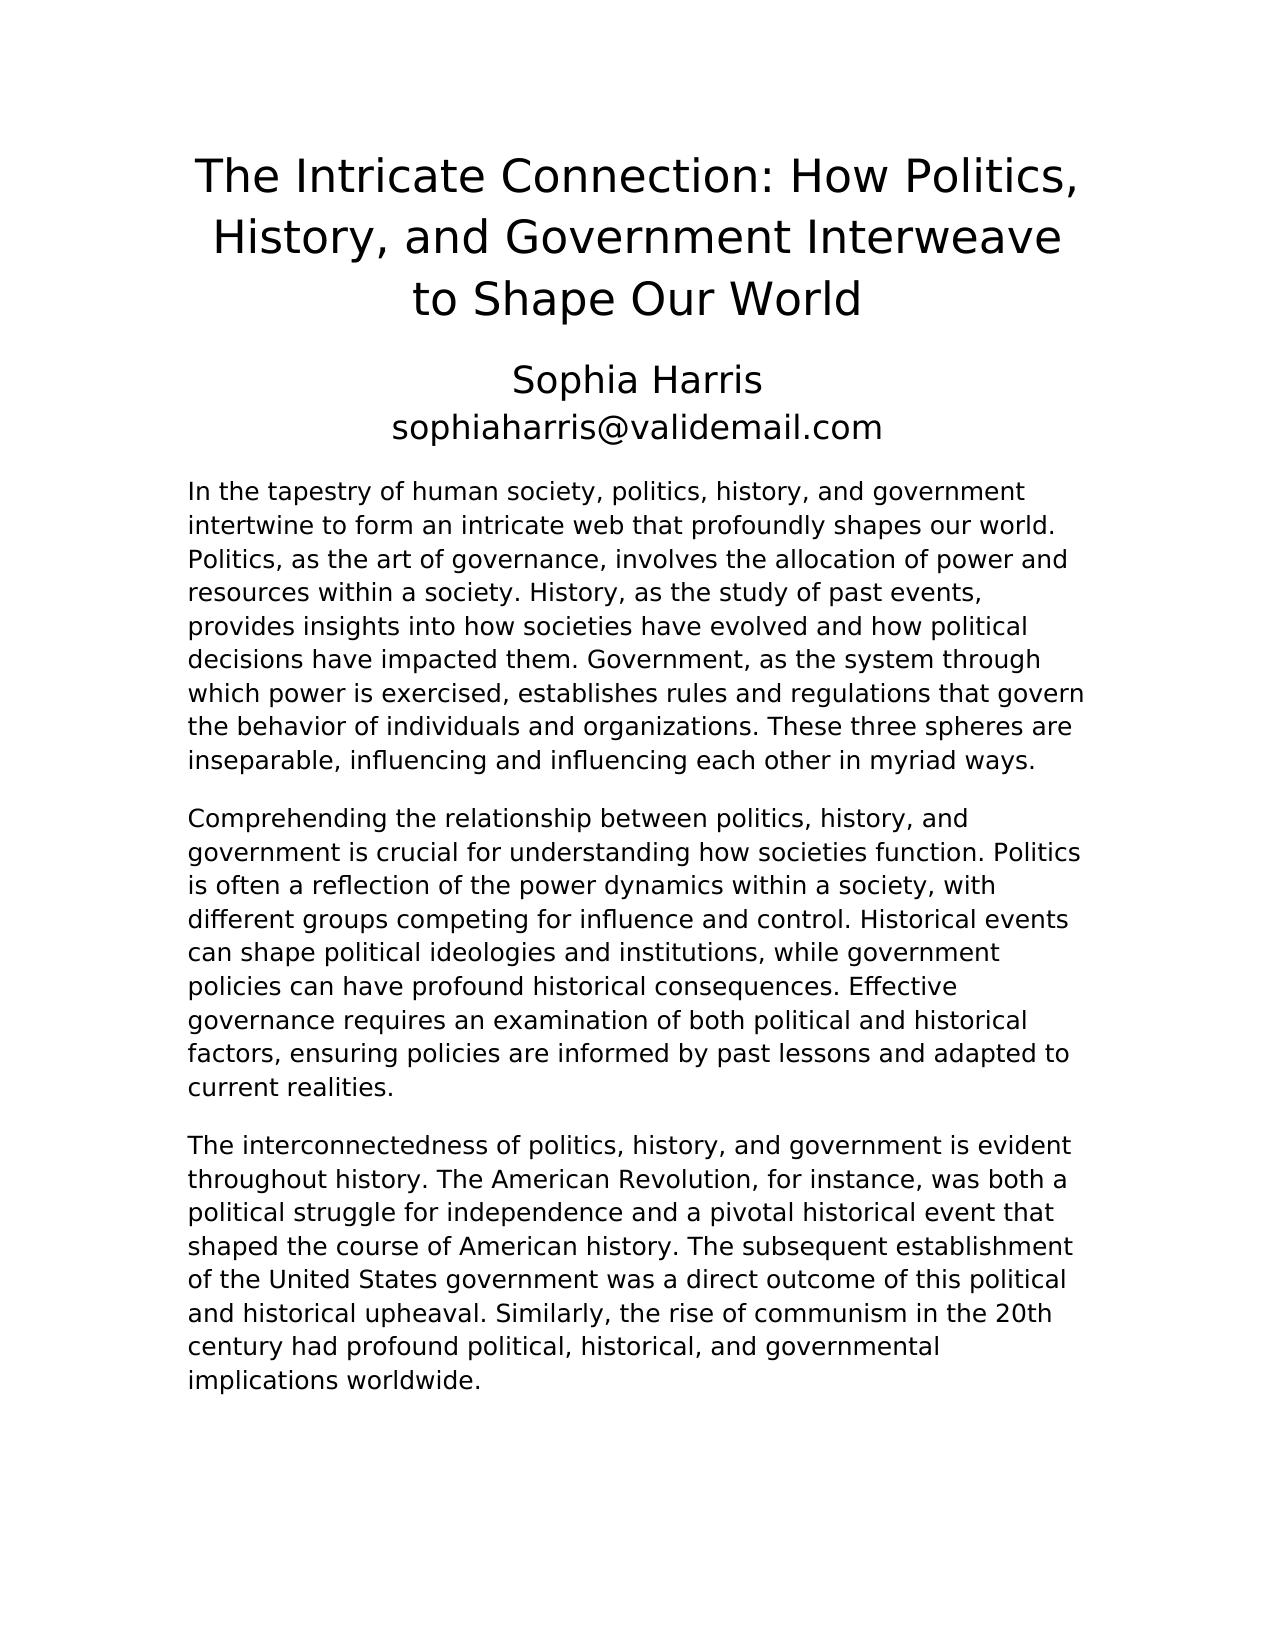 The Intricate Connection: How Politics,
History, and Government Interweave
to Shape Our World
Sophia Harris
sophiaharris@validemail.com
In the tapestry of human society, politics, history, and government
intertwine to form an intricate web that profoundly shapes our world.
Politics, as the art of governance, involves the allocation of power and
resources within a society. History, as the study of past events,
provides insights into how societies have evolved and how political
decisions have impacted them. Government, as the system through
which power is exercised, establishes rules and regulations that govern
the behavior of individuals and organizations. These three spheres are
inseparable, influencing and influencing each other in myriad ways.
Comprehending the relationship between politics, history, and
government is crucial for understanding how societies function. Politics
is often a reflection of the power dynamics within a society, with
different groups competing for influence and control. Historical events
can shape political ideologies and institutions, while government
policies can have profound historical consequences. Effective
governance requires an examination of both political and historical
factors, ensuring policies are informed by past lessons and adapted to
current realities.
The interconnectedness of politics, history, and government is evident
throughout history. The American Revolution, for instance, was both a
political struggle for independence and a pivotal historical event that
shaped the course of American history. The subsequent establishment
of the United States government was a direct outcome of this political
and historical upheaval. Similarly, the rise of communism in the 20th
century had profound political, historical, and governmental
implications worldwide.